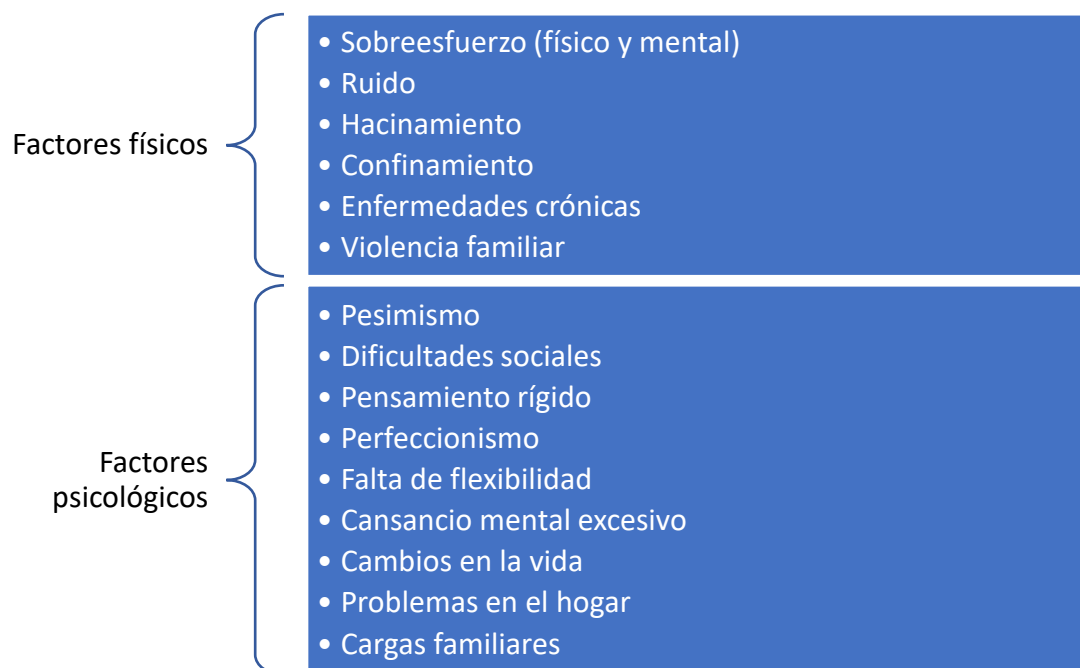 Factores físicos
• Sobreesfuerzo (físico y mental)
• Ruido
• Hacinamiento
• Confinamiento
• Enfermedades crónicas
• Violencia familiar
Factores
psicológicos
• Pesimismo
• Dificultades sociales
• Pensamiento rígido
• Perfeccionismo
• Falta de flexibilidad
• Cansancio mental excesivo
• Cambios en la vida
• Problemas en el hogar
• Cargas familiares